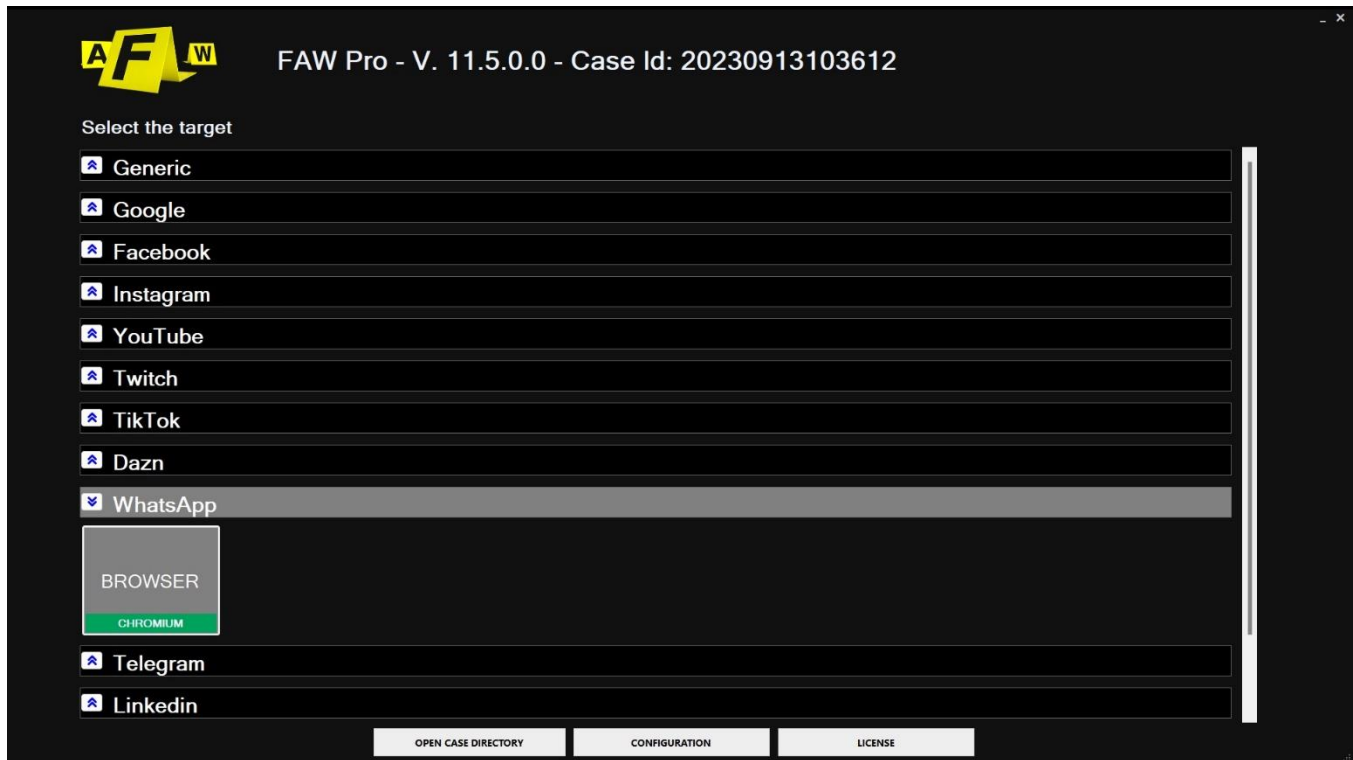 AFW
FAW Pro - V. 11.5.0.0 - Case Id: 20230913103612
Select the target
Generic
Google
Facebook
Instagram
YouTube
Twitch
TikTok
Dazn
WhatsApp
BROWSER
CHROMIUM
Telegram
Linkedin
OPEN CASE DIRECTORY CONFIGURATION LICENSE